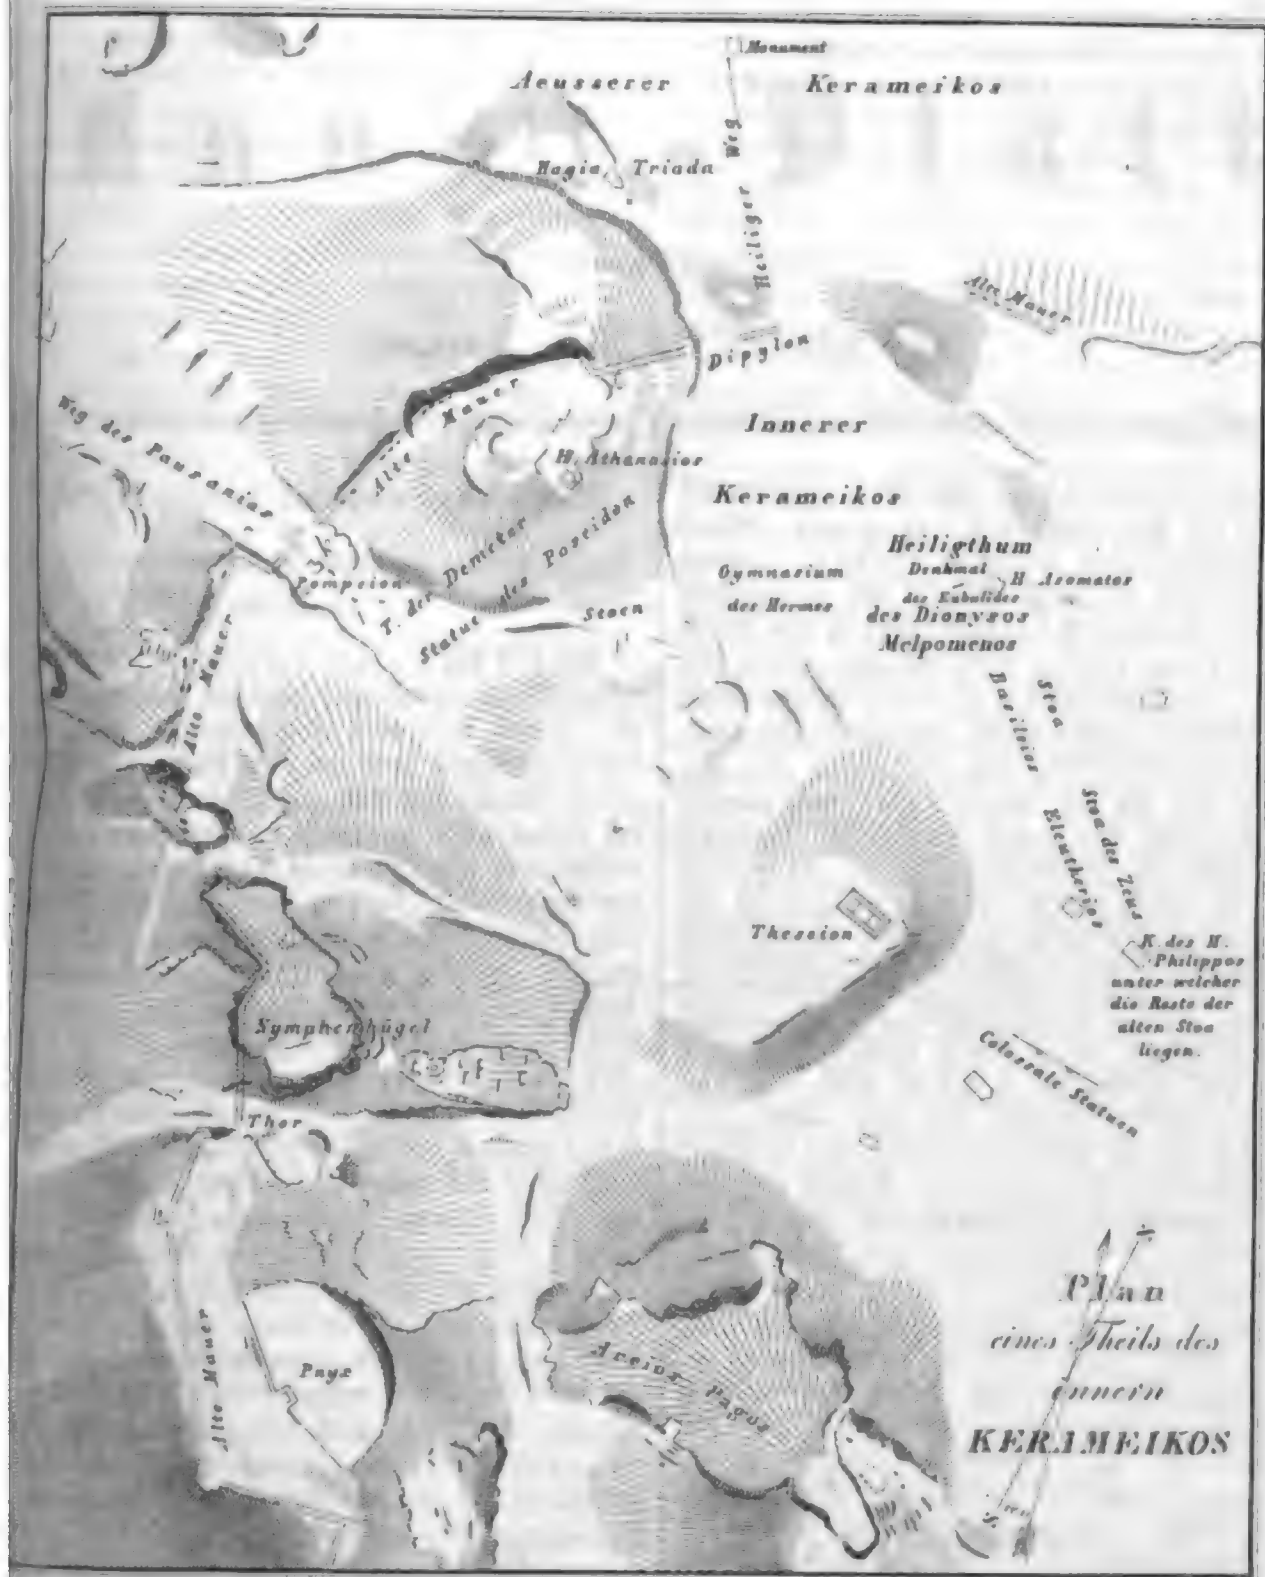 Monument
Aeusserer Kerameikos
Heiliger Weg
Hagia Triada
Alte Mauer
Dipylon
Weg des Pausanias
Alte Mauer
Innerer
Kerameikos
H. Athanasios
Pompeion
T. der Demeter
Statue des Poseidon
Stoen
Gymnasium
des Hermes
Heiligthum
Denkmal
des Eubulides
H Asomatos
des Dionysos
Melpomenos
Alte Mauer
Stoa
Basileios
Stoa des Zeus
Eleutherios
Theseion
K. des H.
Philippos
unter welcher
die Reste der
alten Stoa
liegen.
Nymphenhügel
Colossale Statuen
Thor
Alte Mauer
Pnyx
Areios Pagos
Plan
eines Theils des
innern
KERAMEIKOS